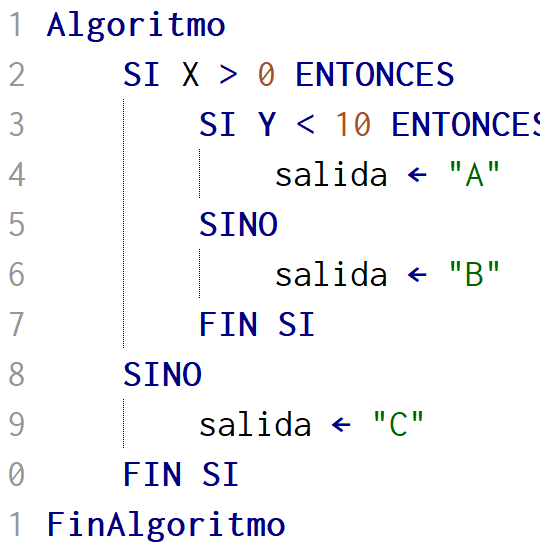 1 Algoritmo
2 SI X > 0 ENTONCES
3 SI Y < 10 ENTONCES
4 salida ← "A"
5 SINO
6 salida ← "B"
7 FIN SI
8 SINO
9 salida ← "C"
0 FIN SI
1 FinAlgoritmo